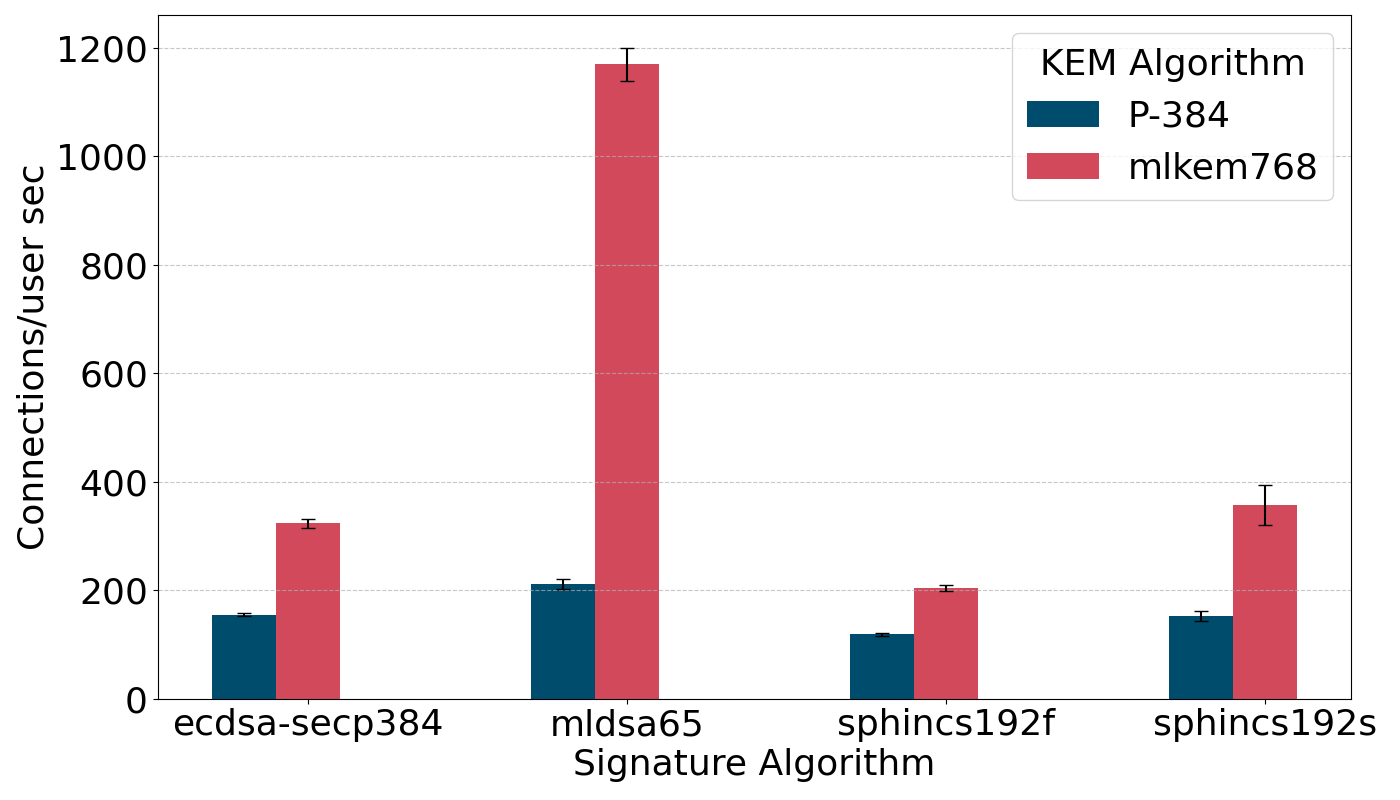 1200
1000
800
600
400
200
0
Connections/user sec
KEM Algorithm
P-384
mlkem768
ecdsa-secp384
mldsa65
sphincs192f
sphincs192s
Signature Algorithm